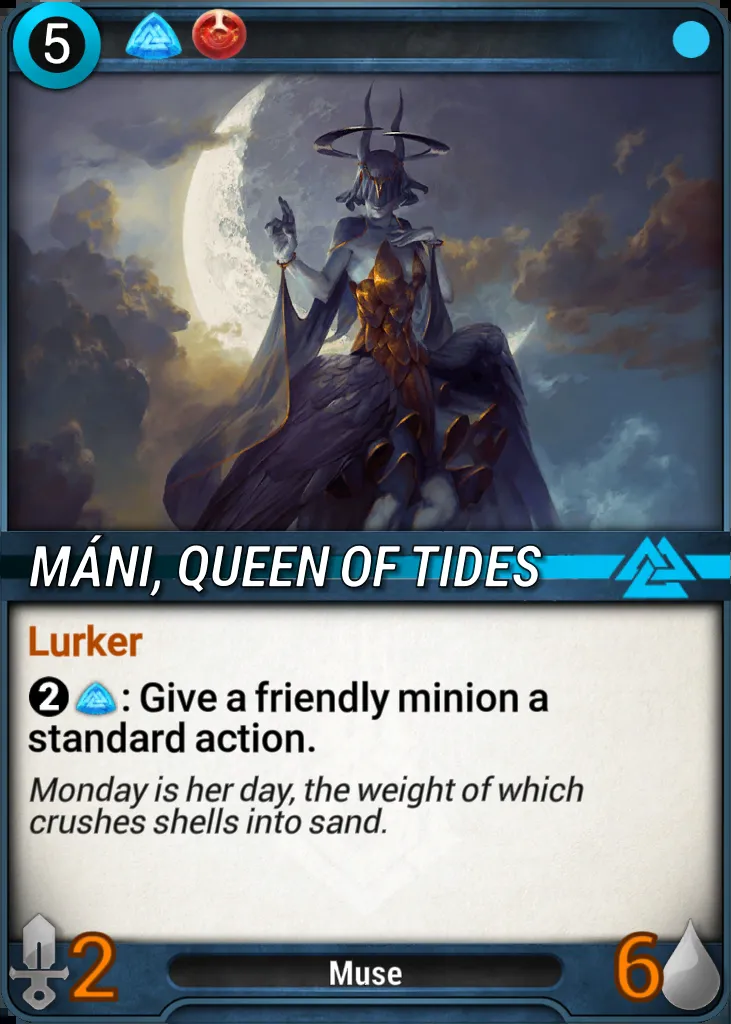 5
MÁNI, QUEEN OF TIDES
Lurker
2 : Give a friendly minion a
standard action.
Monday is her day, the weight of which
crushes shells into sand.
2 Muse 6